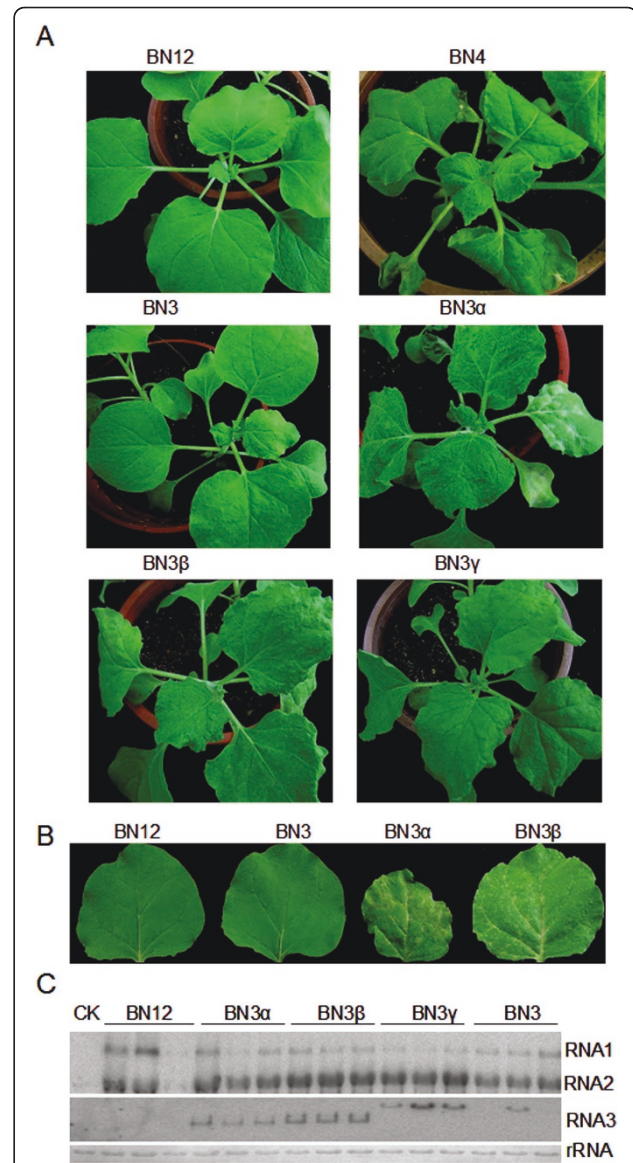 A
BN12 BN4
BN3 BN3α
BN3β BN3γ
B
BN12 BN3 BN3α BN3β
C
CK BN12 BN3α BN3β BN3γ BN3
RNA1
RNA2
RNA3
rRNA